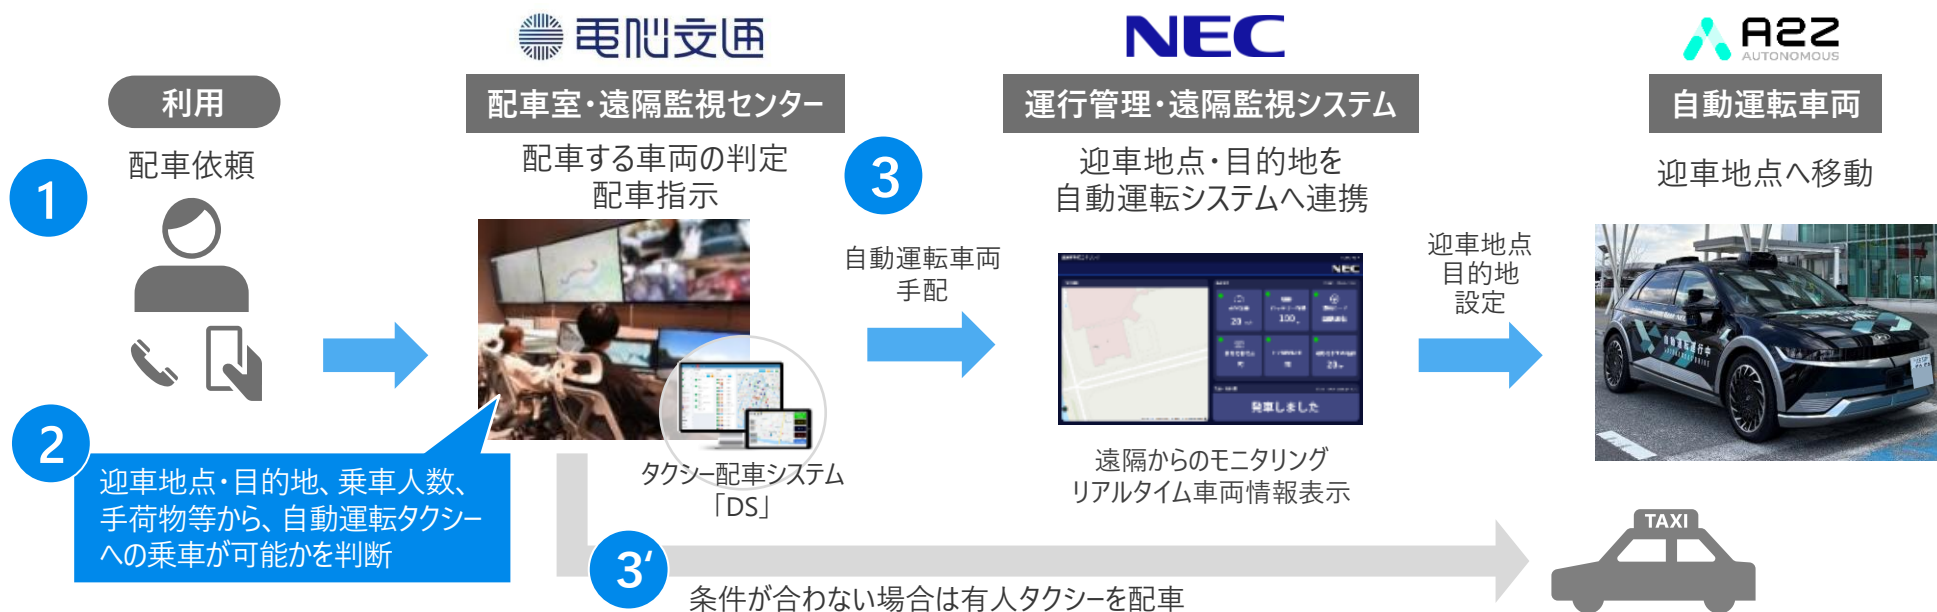 電脳交通
NEC
A2Z
AUTONOMOUS
利用
配車室・遠隔監視センター
運行管理・遠隔監視システム
自動運転車両
1
配車依頼
配車する車両の判定
配車指示
3
迎車地点・目的地を
自動運転システムへ連携
迎車地点へ移動
自動運転車両
手配
迎車地点
目的地
設定
NEC
100
発車しました
自動運転実行中
2
迎車地点・目的地、乗車人数、
手荷物等から、自動運転タクシー
への乗車が可能かを判断
タクシー配車システム
「DS」
遠隔からのモニタリング
リアルタイム車両情報表示
TAXI
3‘
条件が合わない場合は有人タクシーを配車